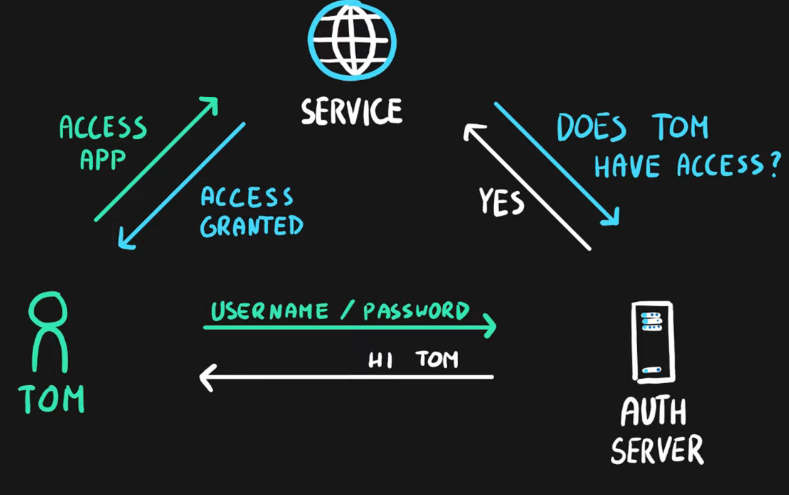 SERVICE
ACCESS
APP
DOES TOM
HAVE ACCESS?
ACCESS
GRANTED
YES
USERNAME / PASSWORD
HI TOM
TOM
AUTH
SERVER